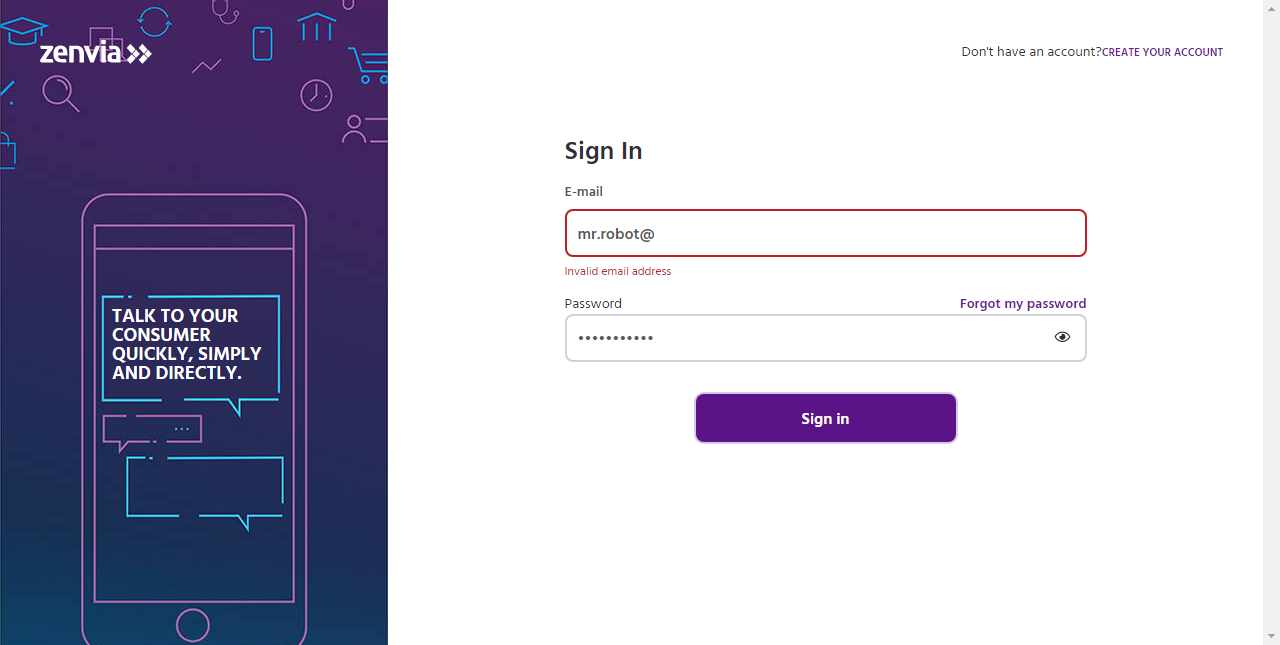 zenvia
Don't have an account?CREATE YOUR ACCOUNT
Sign In
E-mail
mr.robot@
Invalid email address
Password
Forgot my password
•••••••••••
Sign in
TALK TO YOUR
CONSUMER
QUICKLY, SIMPLY
AND DIRECTLY.
...